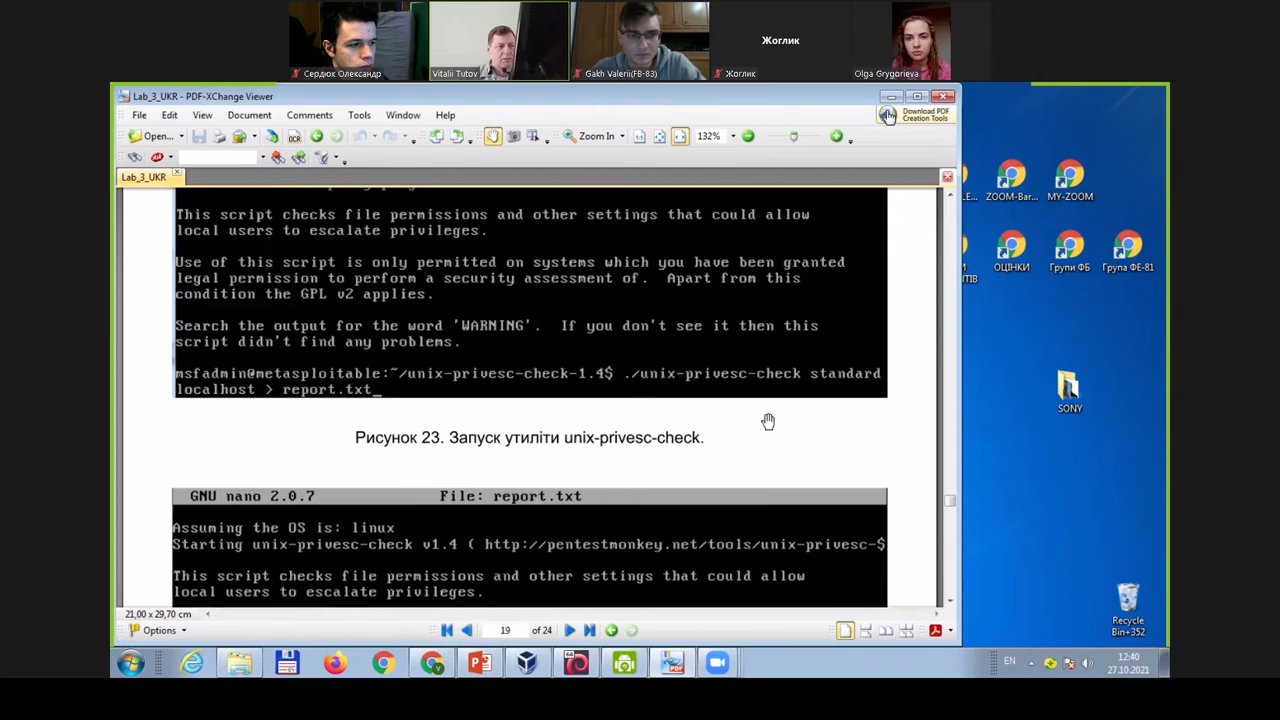 Жоглик
Сердюк Олександр
Vitalii Tutov
Gakh Valerii(FB-83)
Жоглик
Olga Grygorieva
Lab_3_UKR - PDF-XChange Viewer
File Edit View Document Comments Tools Window Help
Download PDF
Creation Tools
Open...
OCR
Zoom In
132%
Lab_3_UKR
This script checks file permissions and other settings that could allow
local users to escalate privileges.
Use of this script is only permitted on systems which you have been granted
legal permission to perform a security assessment of. Apart from this
condition the GPL v2 applies.
Search the output for the word 'WARNING'. If you don't see it then this
script didn't find any problems.
msfadmin@metasploitable:~/unix-privesc-check-1.4$ ./unix-privesc-check standard
localhost > report.txt_
Рисунок 23. Запуск утиліти unix-privesc-check.
GNU nano 2.0.7 File: report.txt
Assuming the OS is: linux
Starting unix-privesc-check v1.4 ( http://pentestmonkey.net/tools/unix-privesc-$
This script checks file permissions and other settings that could allow
local users to escalate privileges.
21,00 x 29,70 cm
Options
19 of 24
ZOOM-Bar...
MY-ZOOM
ОЦІНКИ
Групи ФБ
Група ФЕ-81
SONY
Recycle
Bin+352
EN
12:40
27.10.2021